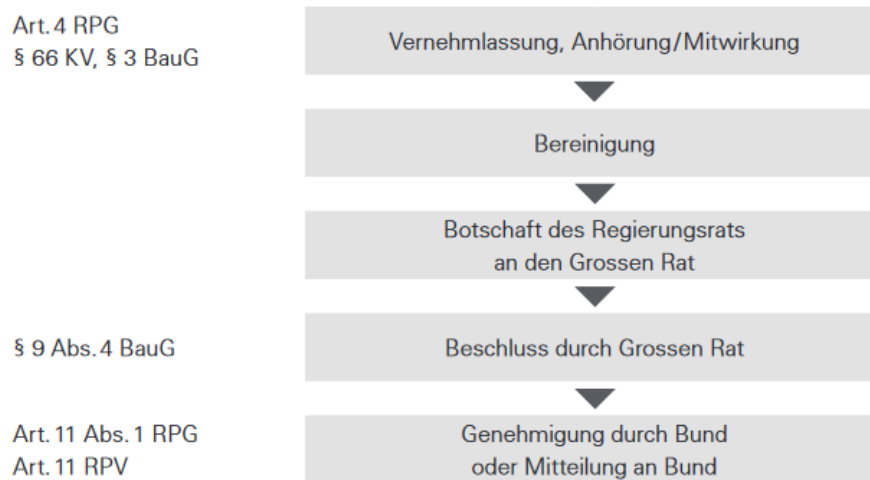 Art. 4 RPG
§ 66 KV, § 3 BauG
Vernehmlassung, Anhörung/Mitwirkung
Bereinigung
Botschaft des Regierungsrats
an den Grossen Rat
§ 9 Abs. 4 BauG
Beschluss durch Grossen Rat
Art. 11 Abs. 1 RPG
Art. 11 RPV
Genehmigung durch Bund
oder Mitteilung an Bund